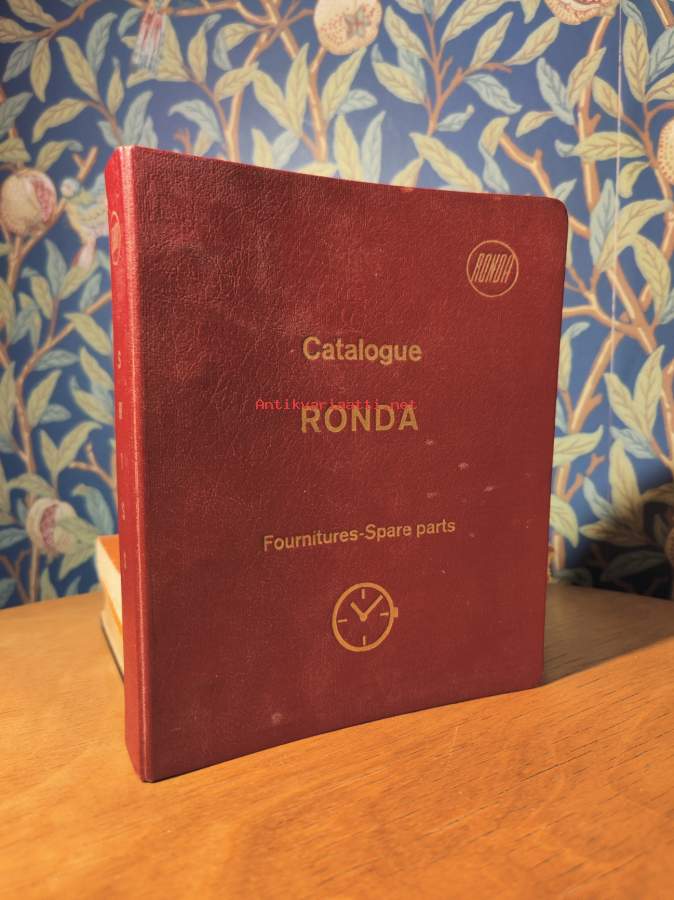 RONDA
Catalogue
Antikvariaatti.net
RONDA
Fournitures-Spare parts